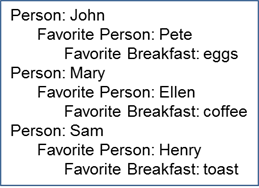 Person: John
Favorite Person: Pete
Favorite Breakfast: eggs
Person: Mary
Favorite Person: Ellen
Favorite Breakfast: coffee
Person: Sam
Favorite Person: Henry
Favorite Breakfast: toast